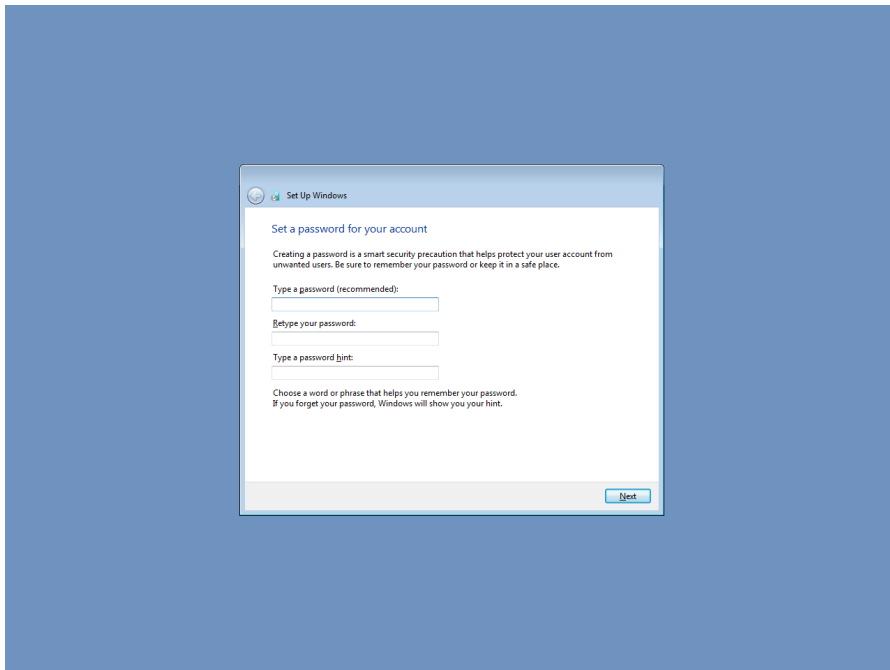 Set Up Windows
Set a password for your account
Creating a password is a smart security precaution that helps protect your user account from
unwanted users. Be sure to remember your password or keep it in a safe place.
Type a password (recommended):
Retype your password:
Type a password hint:
Choose a word or phrase that helps you remember your password.
If you forget your password, Windows will show you your hint.
Next